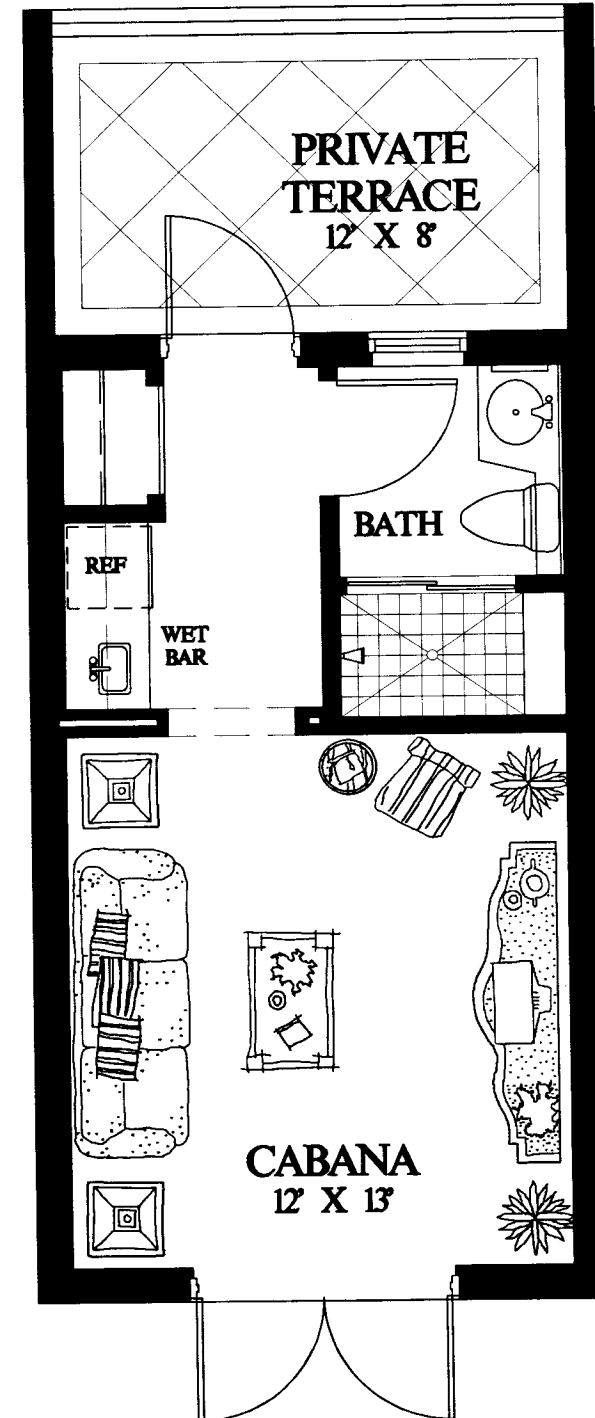 PRIVATE
TERRACE
12' X 8'
BATH
REF
WET
BAR
CABANA
12' X 13'